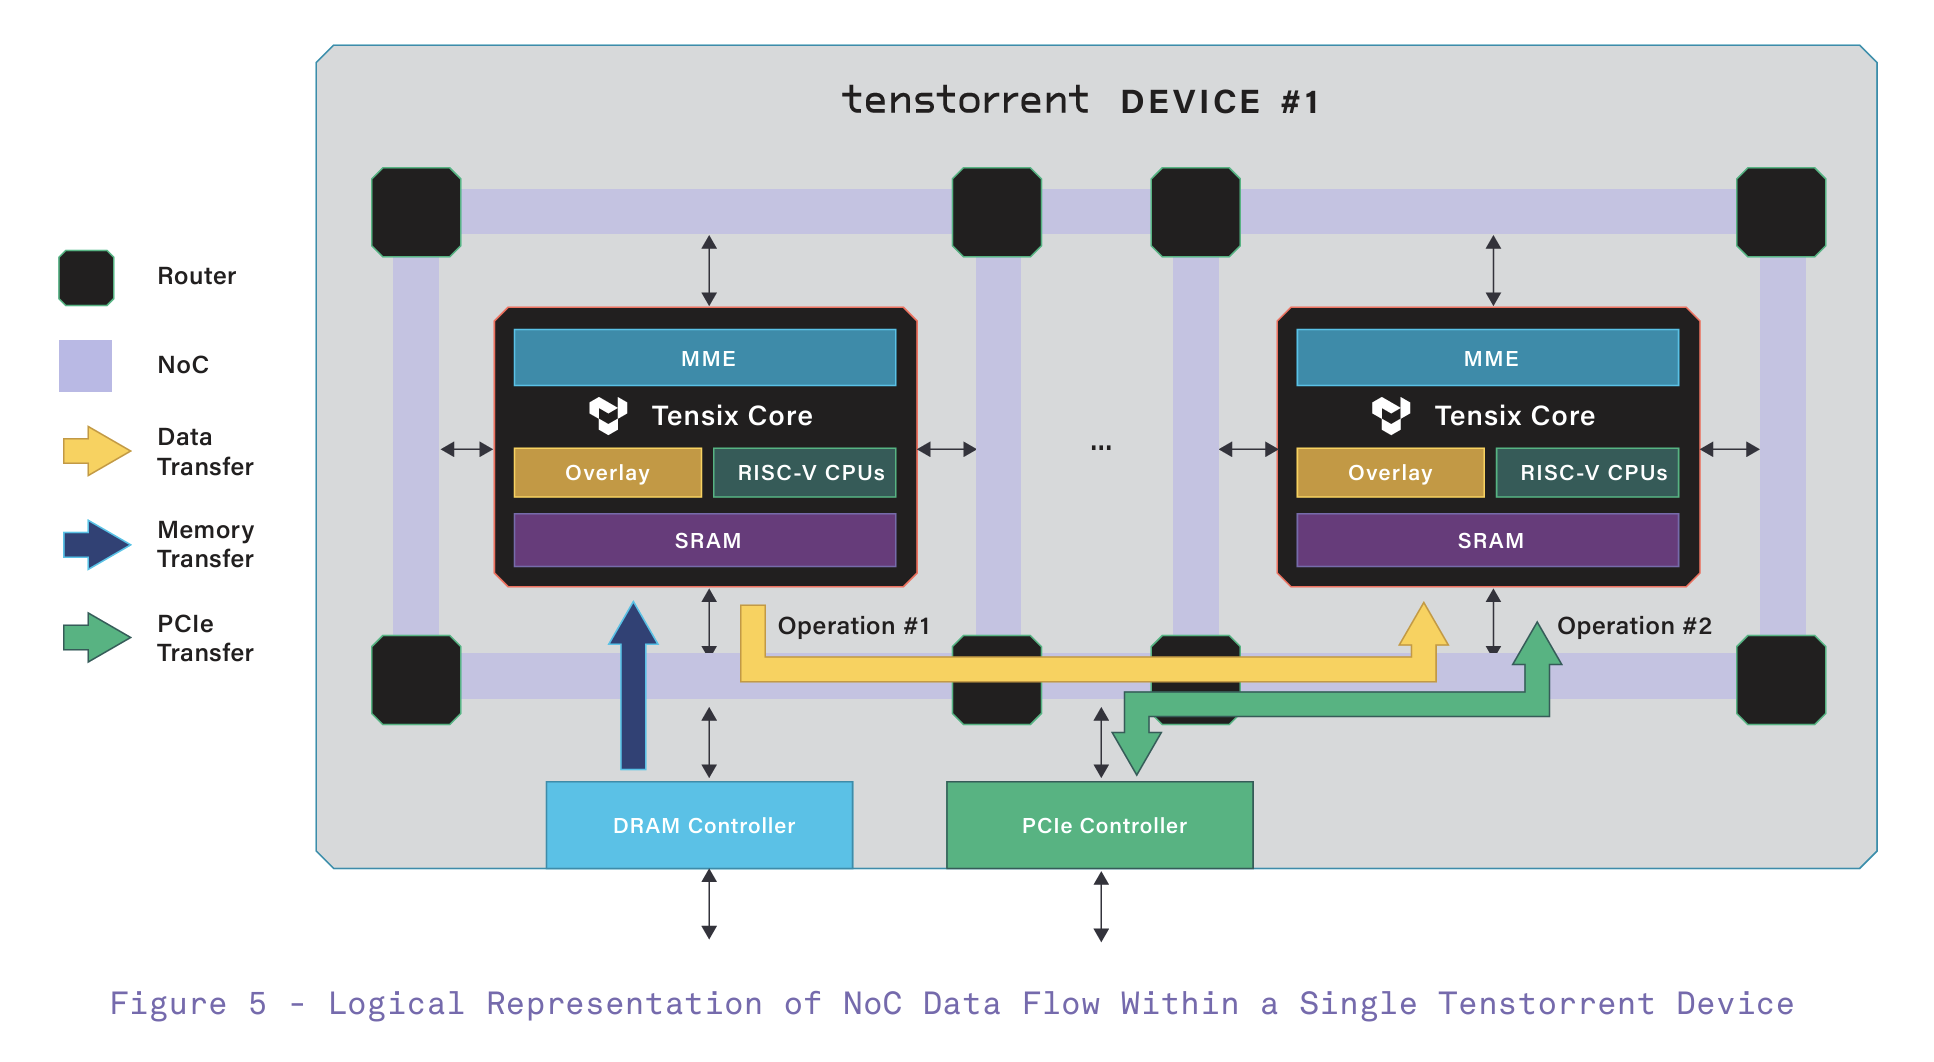 tenstorrent DEVICE #1
Router
NoC
Data
Transfer
Memory
Transfer
PCIe
Transfer
MME
Tensix Core
Overlay
RISC-V CPUs
SRAM
...
MME
Tensix Core
Overlay
RISC-V CPUs
SRAM
Operation #1
Operation #2
DRAM Controller
PCIe Controller
Figure 5 - Logical Representation of NoC Data Flow Within a Single Tenstorrent Device